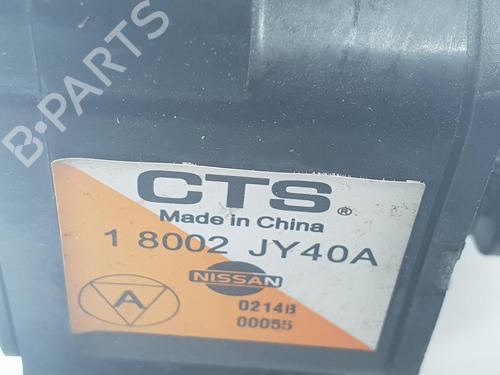 B-PARTS
CTS®
Made in China
1 8002 JY40A
NISSAN
A
0214B
00055